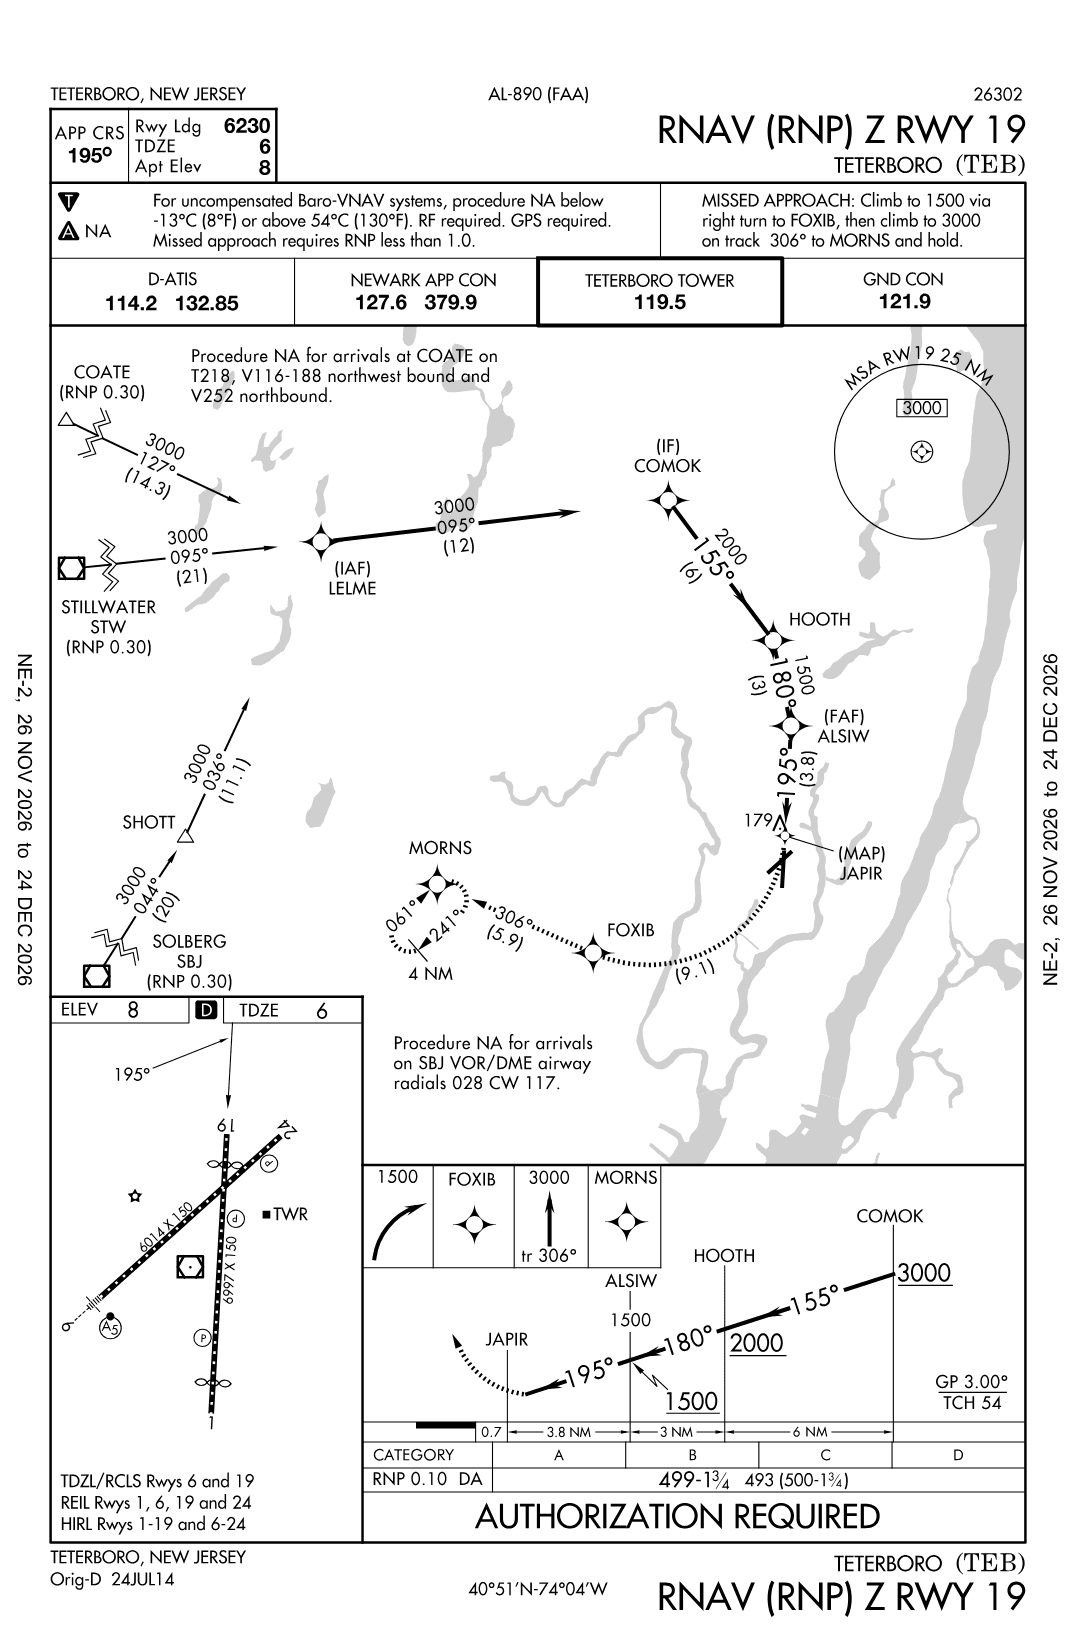 TETERBORO, NEW JERSEY
AL-890 (FAA)
26302
APP CRS
195°
Rwy Ldg 6230
TDZE 6
Apt Elev 8
RNAV (RNP) Z RWY 19
TETERBORO (TEB)
T
A NA
For uncompensated Baro-VNAV systems, procedure NA below
-13°C (8°F) or above 54°C (130°F). RF required. GPS required.
Missed approach requires RNP less than 1.0.
MISSED APPROACH: Climb to 1500 via
right turn to FOXIB, then climb to 3000
on track 306° to MORNS and hold.
D-ATIS
114.2 132.85
NEWARK APP CON
127.6 379.9
TETERBORO TOWER
119.5
GND CON
121.9
Procedure NA for arrivals at COATE on
T218, V116-188 northwest bound and
V252 northbound.
COATE
(RNP 0.30)
3000
127°
(14.3)
MSA RW19 25 NM
3000
(IF)
COMOK
3000
095°
(12)
3000
095°
(21)
(IAF)
LELME
STILLWATER
STW
(RNP 0.30)
2000
155°
(6)
HOOTH
1500
180°
(3)
(FAF)
ALSIW
195°
(3.8)
3000
036°
(11.1)
SHOTT
179
(MAP)
JAPIR
MORNS
061°
241°
4 NM
306°
(5.9)
FOXIB
(9.1)
3000
044°
(20)
SOLBERG
SBJ
(RNP 0.30)
Procedure NA for arrivals
on SBJ VOR/DME airway
radials 028 CW 117.
NE-2, 26 NOV 2026 to 24 DEC 2026
NE-2, 26 NOV 2026 to 24 DEC 2026
ELEV 8
D
TDZE 6
195°
19
24
P
6014 X 150
P
TWR
6997 X 150
6
A5
P
1
TDZL/RCLS Rwys 6 and 19
REIL Rwys 1, 6, 19 and 24
HIRL Rwys 1-19 and 6-24
1500
FOXIB
3000
tr 306°
MORNS
COMOK
HOOTH
ALSIW
1500
JAPIR
3000
155°
2000
180°
195°
1500
GP 3.00°
TCH 54
0.7
3.8 NM
3 NM
6 NM
CATEGORY A B C D
RNP 0.10 DA 499-1¾ 493 (500-1¾)
AUTHORIZATION REQUIRED
TETERBORO, NEW JERSEY
Orig-D 24JUL14
40°51'N-74°04'W
TETERBORO (TEB)
RNAV (RNP) Z RWY 19